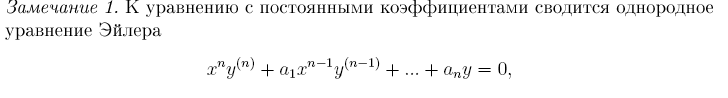 Замечание 1. К уравнению с постоянными коэффициентами сводится однородное
уравнение Эйлера
x^n y^{(n)} + a_1 x^{n-1} y^{(n-1)} + ... + a_n y = 0,